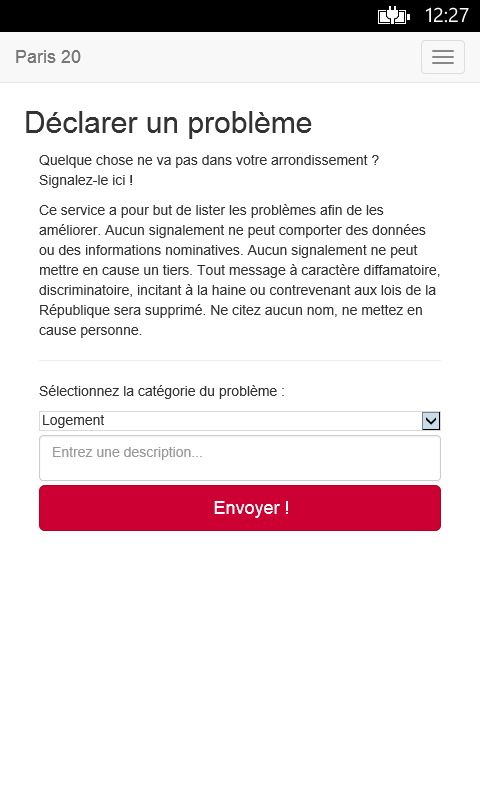 12:27
Paris 20
Déclarer un problème
Quelque chose ne va pas dans votre arrondissement ?
Signalez-le ici !
Ce service a pour but de lister les problèmes afin de les
améliorer. Aucun signalement ne peut comporter des données
ou des informations nominatives. Aucun signalement ne peut
mettre en cause un tiers. Tout message à caractère diffamatoire,
discriminatoire, incitant à la haine ou contrevenant aux lois de la
République sera supprimé. Ne citez aucun nom, ne mettez en
cause personne.
Sélectionnez la catégorie du problème :
Logement
Entrez une description...
Envoyer !